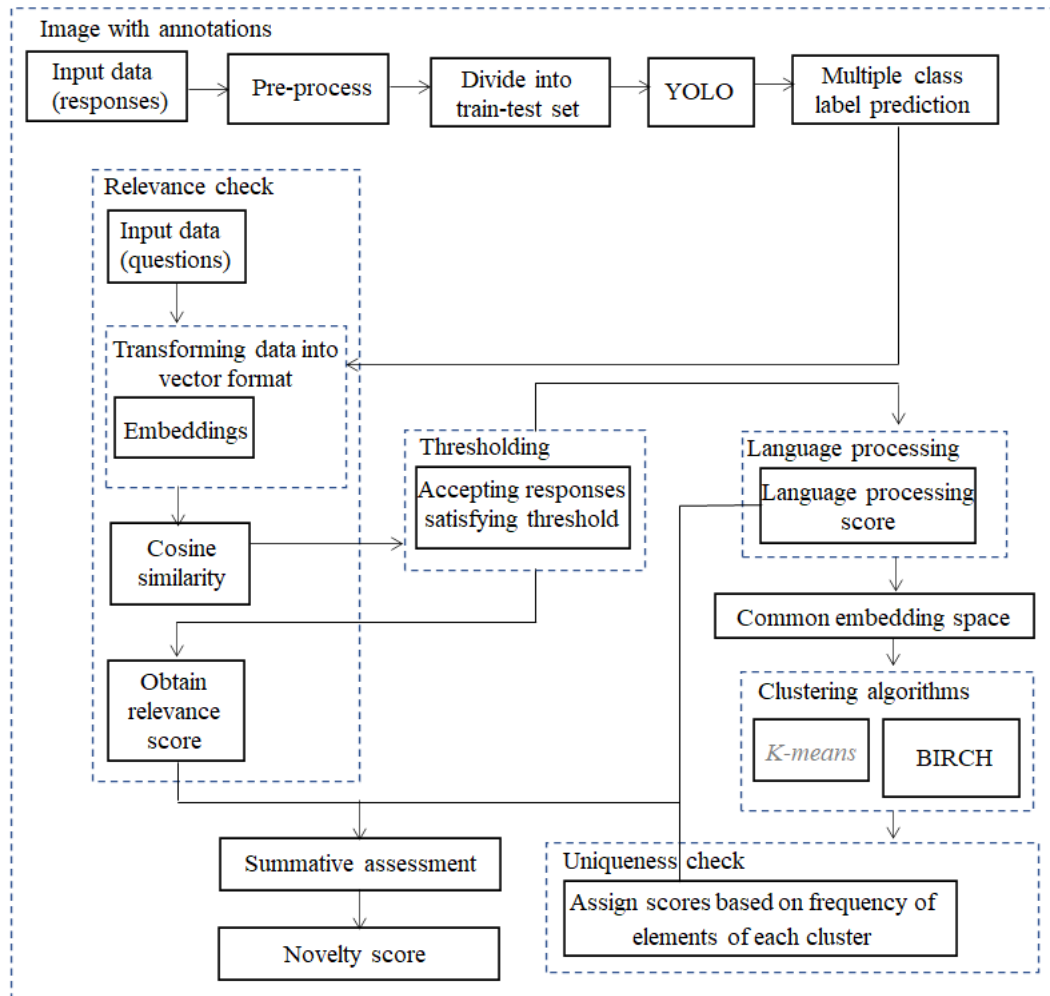 Image with annotations
Input data
(responses)
Pre-process
Divide into
train-test set
YOLO
Multiple class
label prediction
Relevance check
Input data
(questions)
Transforming data into
vector format
Embeddings
Cosine
similarity
Obtain
relevance
score
Thresholding
Accepting responses
satisfying threshold
Language processing
Language processing
score
Common embedding space
Clustering algorithms
K-means
BIRCH
Uniqueness check
Assign scores based on frequency of
elements of each cluster
Summative assessment
Novelty score